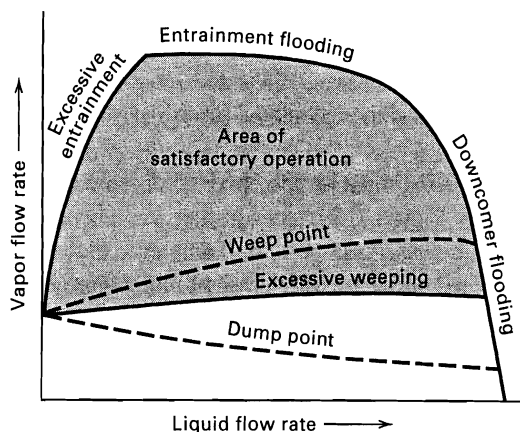 Entrainment flooding
Excessive
entrainment
Area of
satisfactory operation
Downcomer flooding
Weep point
Excessive weeping
Dump point
Vapor flow rate
Liquid flow rate